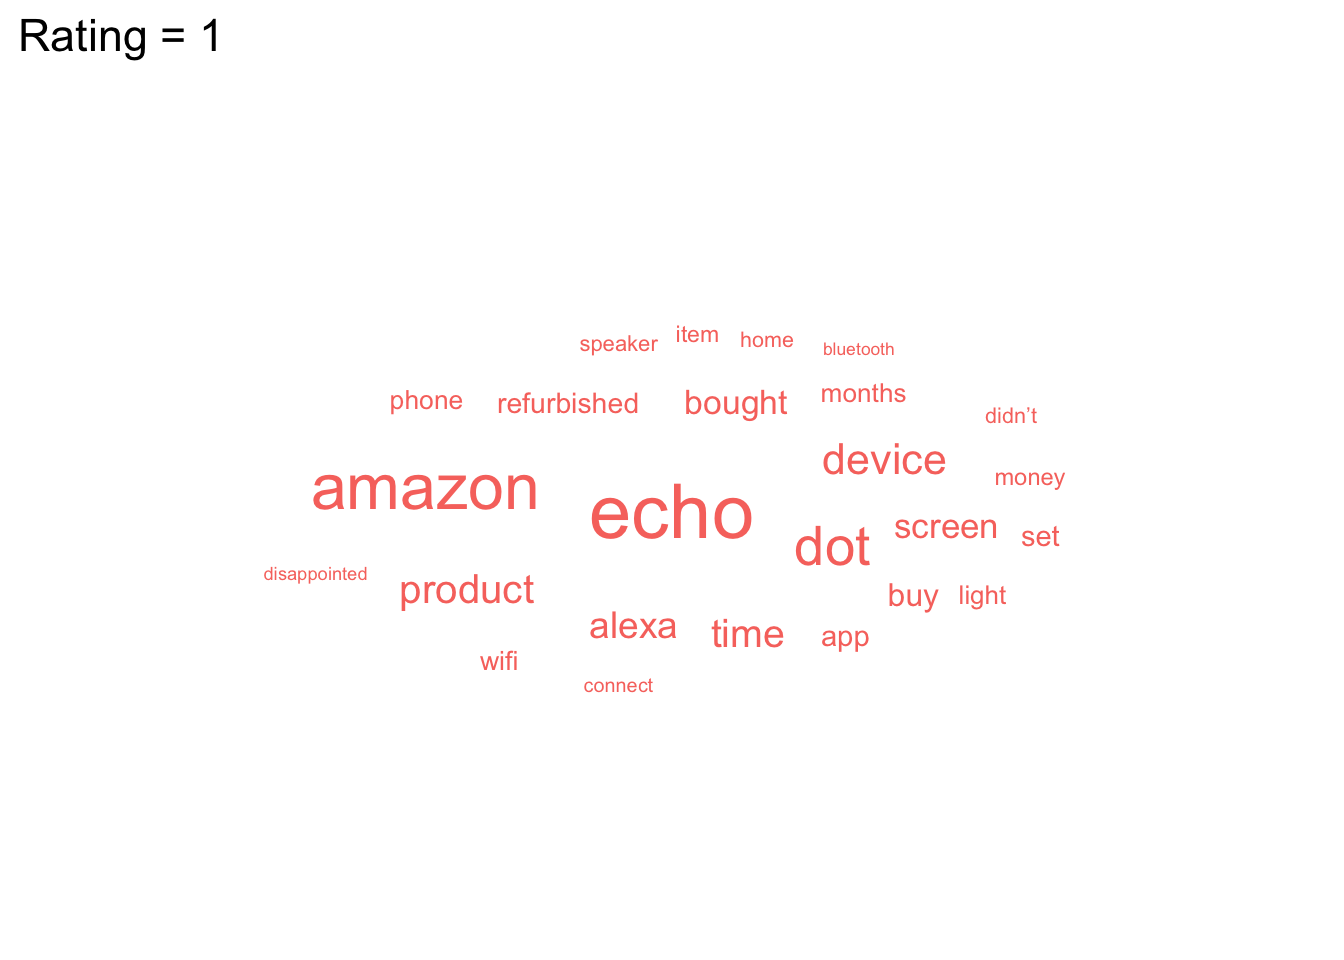 Rating = 1
speaker item home bluetooth
phone refurbished bought months
didn’t
amazon echo device money
dot screen set
disappointed product buy light
alexa time app
wifi
connect